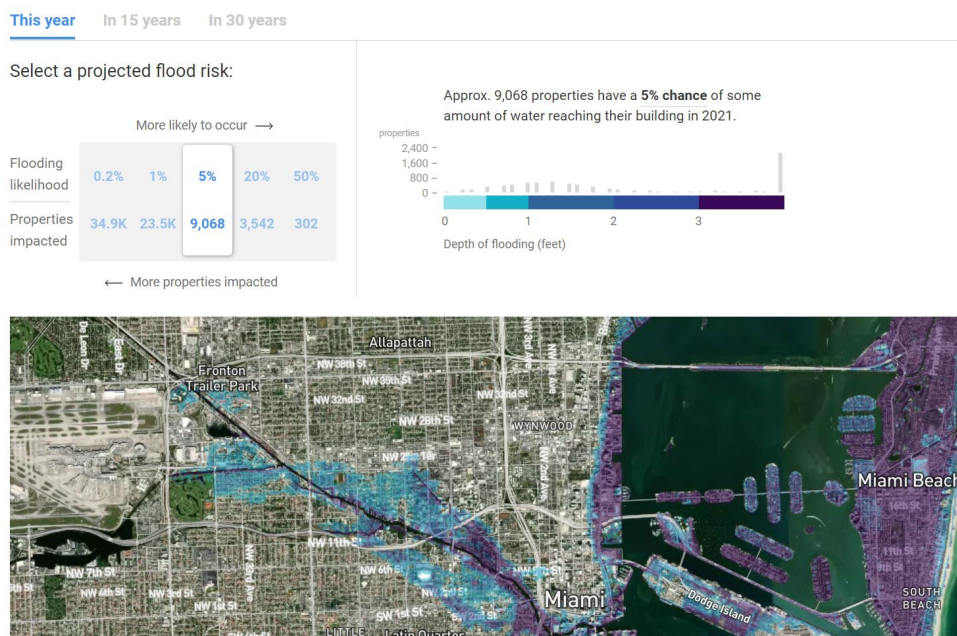 This year In 15 years In 30 years
Select a projected flood risk:
More likely to occur →
Flooding likelihood 0.2% 1% 5% 20% 50%
Properties impacted 34.9K 23.5K 9,068 3,542 302
← More properties impacted
Approx. 9,068 properties have a 5% chance of some
amount of water reaching their building in 2021.
properties
2,400
1,600
800
0
0 1 2 3
Depth of flooding (feet)
Allapattah
NW 38th St
Fronton
Trailer Park
NW 35th St
NW 32nd St
NW 28th St
WYNWOOD
Miami Beach
16th St
NW 11th St
11th St
NW 7th St
NW 6th St
NW 4th St
NW 3rd St
NW 1st St
SW 1st St
Dodge Island
Miami
SOUTH
BEACH
LITTLE
Latin Quarter